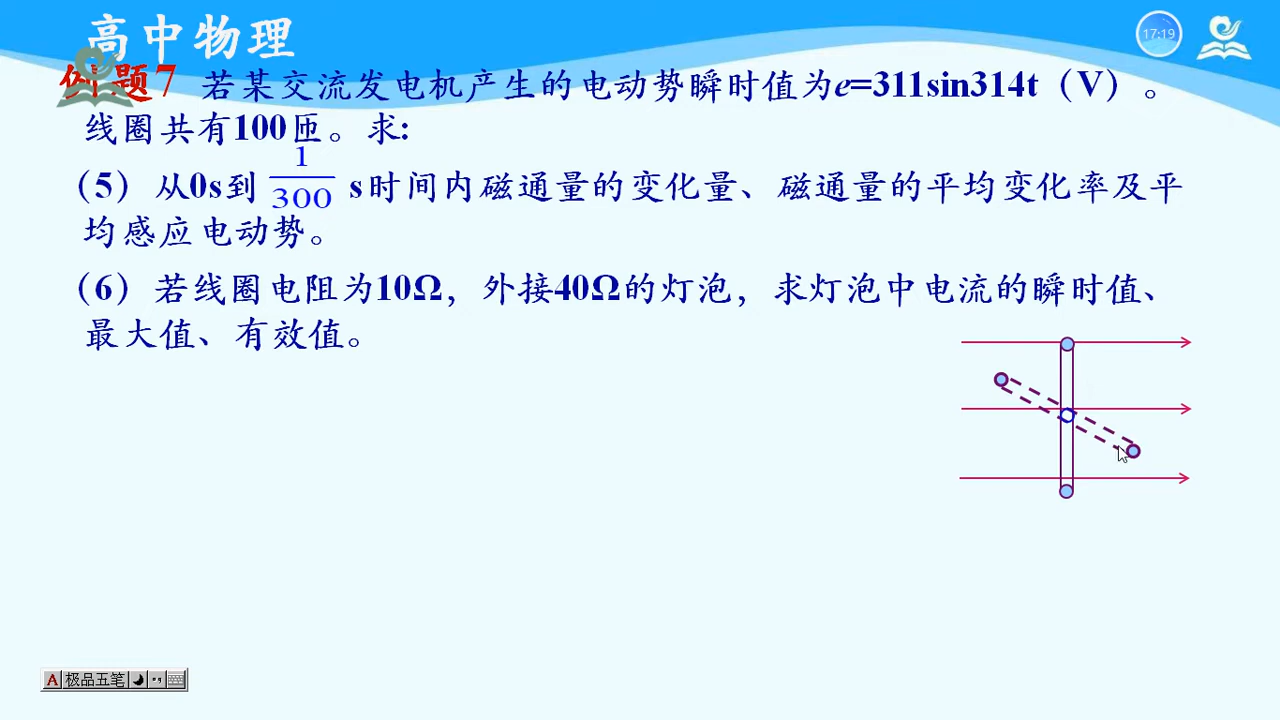 高中物理
17:19
例题7 若某交流发电机产生的电动势瞬时值为e=311sin314t（V）。
线圈共有100匝。求:
（5）从0s到 1/300 s时间内磁通量的变化量、磁通量的平均变化率及平
均感应电动势。
（6）若线圈电阻为10Ω，外接40Ω的灯泡，求灯泡中电流的瞬时值、
最大值、有效值。
A 极品五笔